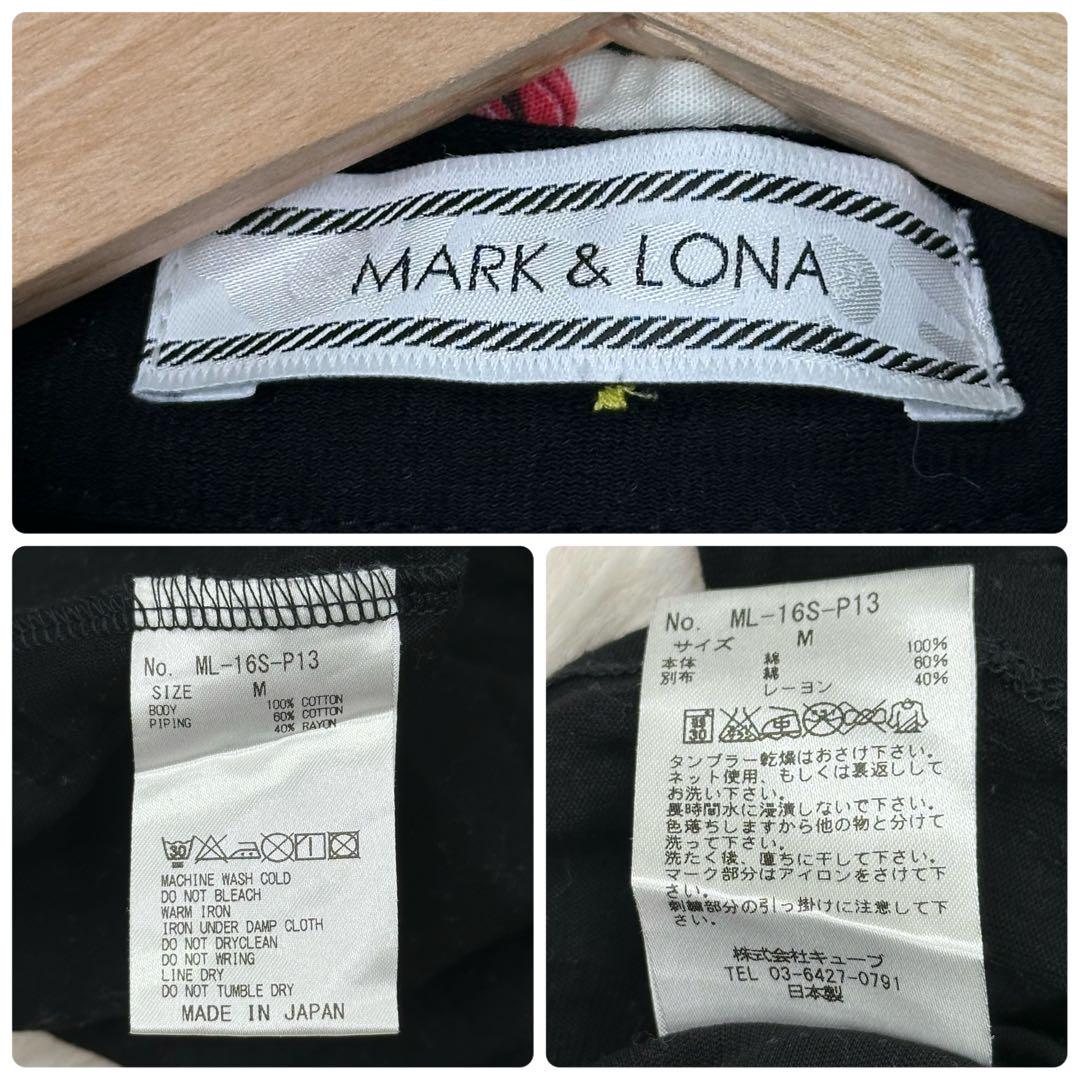 MARK & LONA
No. ML-16S-P13
SIZE M
BODY 100% COTTON
PIPING 60% COTTON
40% RAYON
30
MACHINE WASH COLD
DO NOT BLEACH
WARM IRON
IRON UNDER DAMP CLOTH
DO NOT DRYCLEAN
DO NOT WRING
LINE DRY
DO NOT TUMBLE DRY
MADE IN JAPAN
No. ML-16S-P13
サイズ M
本体 綿 100%
別布 綿 60%
レーヨン 40%
30
タンブラー乾燥はおさけ下さい。
ネット使用、もしくは裏返しして
お洗い下さい。
長時間水に浸漬しないで下さい。
色落ちしますから他の物と分けて
洗って下さい。
洗たく後、直ちに干して下さい。
マーク部分はアイロンをさけて下
さい。
刺繍部分の引っ掛けに注意して下
さい。
株式会社キューブ
TEL 03-6427-0791
日本製